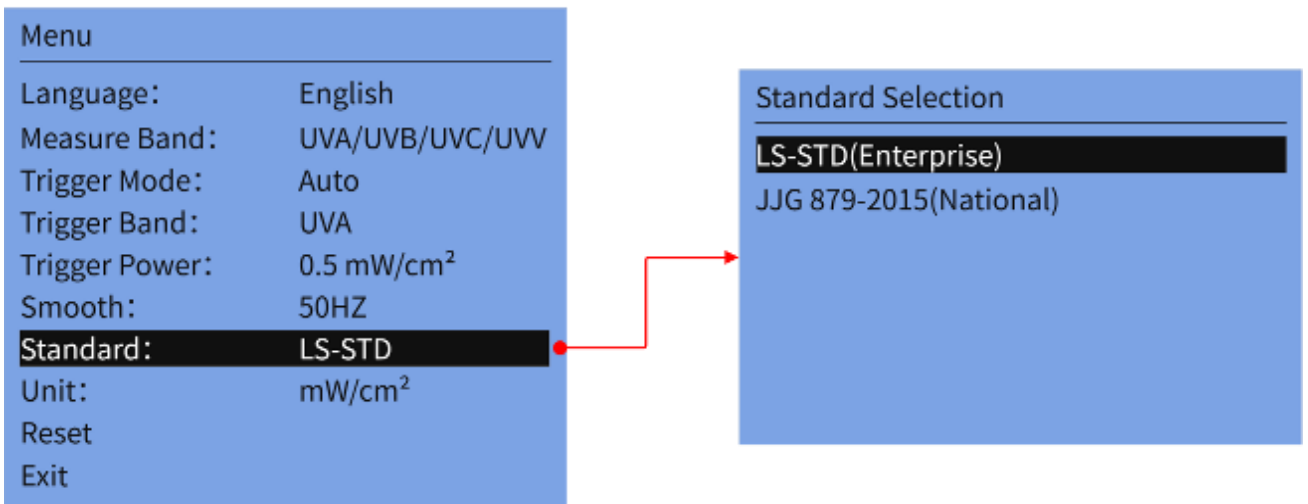 Menu
Language： English
Measure Band： UVA/UVB/UVC/UVV
Trigger Mode： Auto
Trigger Band： UVA
Trigger Power： 0.5 mW/cm²
Smooth： 50HZ
Standard： LS-STD
Unit： mW/cm²
Reset
Exit
Standard Selection
LS-STD(Enterprise)
JJG 879-2015(National)